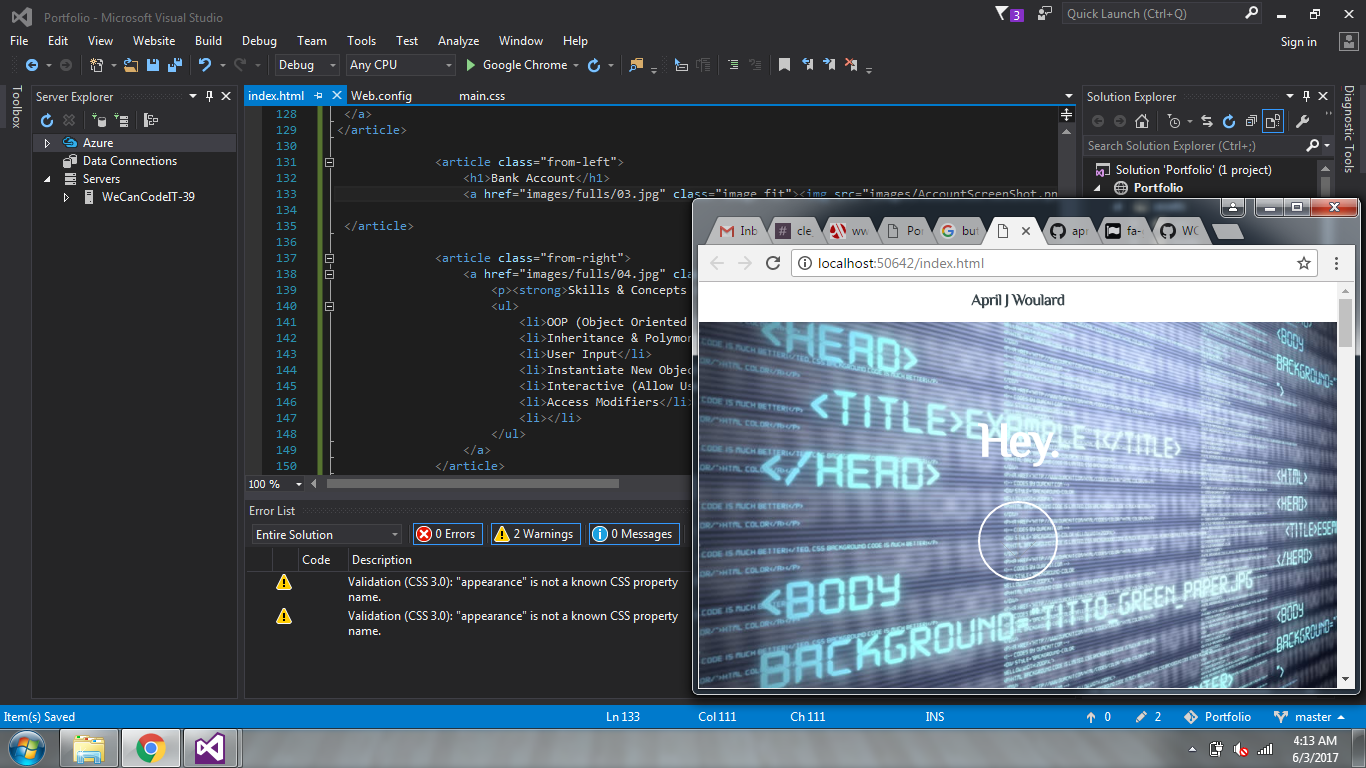 Portfolio - Microsoft Visual Studio
3
Quick Launch (Ctrl+Q)
File Edit View Website Build Debug Team Tools Test Analyze Window Help
Sign in
Debug Any CPU Google Chrome
Toolbox
Server Explorer
Azure
Data Connections
Servers
WeCanCodeIT-39
index.html Web.config main.css
128 </a>
129 </article>
130
131 <article class="from-left">
132 <h1>Bank Account</h1>
133 <a href="images/fulls/03.jpg" class="image fit"><img src="images/AccountScreenShot.pn
134
135 </article>
136
137 <article class="from-right">
138 <a href="images/fulls/04.jpg" cla
139 <p><strong>Skills & Concepts
140 <ul>
141 <li>OOP (Object Oriented
142 <li>Inheritance & Polymor
143 <li>User Input</li>
144 <li>Instantiate New Objec
145 <li>Interactive (Allow Us
146 <li>Access Modifiers</li>
147 <li></li>
148 </ul>
149 </a>
150 </article>
100 %
Solution Explorer
Search Solution Explorer (Ctrl+;)
Solution 'Portfolio' (1 project)
Portfolio
Diagnostic Tools
Inb cle ww Po but apr fa- WC
localhost:50642/index.html
April J Woulard
<HEAD>
<TITLE>EXAMPLE 1</TITLE>
</HEAD>
Hey.
<BODY
BACKGROUND="TITTO_GREEN_PAPER.JPG
<BODY
BACKGROUND="
<HTML>
<HEAD>
</HEAD>
<BODY
BACKGROUND=
Error List
Entire Solution 0 Errors 2 Warnings 0 Messages
Code Description
Validation (CSS 3.0): "appearance" is not a known CSS property
name.
Validation (CSS 3.0): "appearance" is not a known CSS property
name.
Item(s) Saved Ln 133 Col 111 Ch 111 INS 0 2 Portfolio master
4:13 AM
6/3/2017